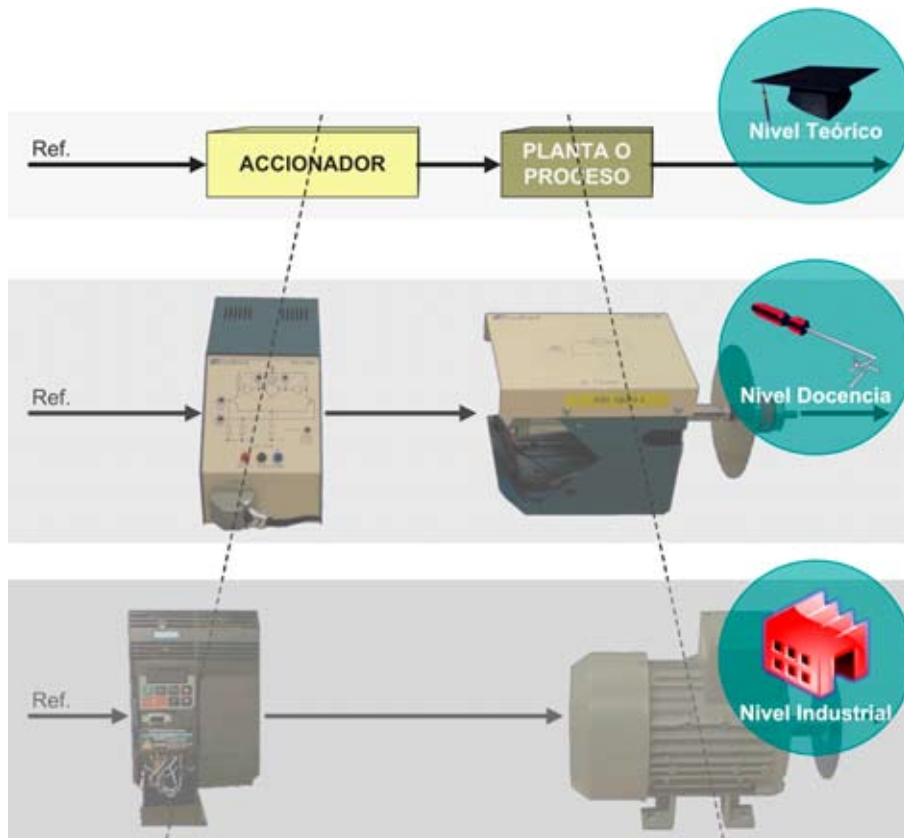 Nivel Teórico
Ref.
ACCIONADOR
PLANTA O
PROCESO
Nivel Docencia
Ref.
Nivel Industrial
Ref.